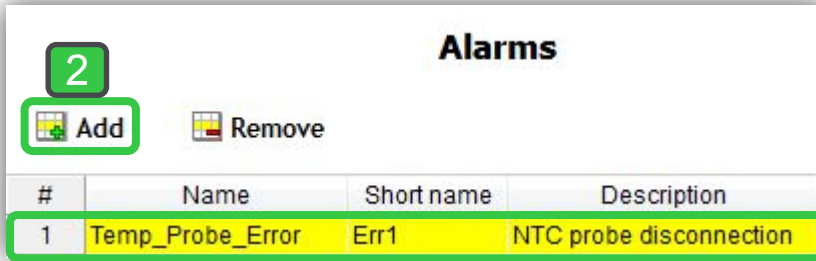 Alarms
2
Add Remove
# Name Short name Description
1 Temp_Probe_Error Err1 NTC probe disconnection